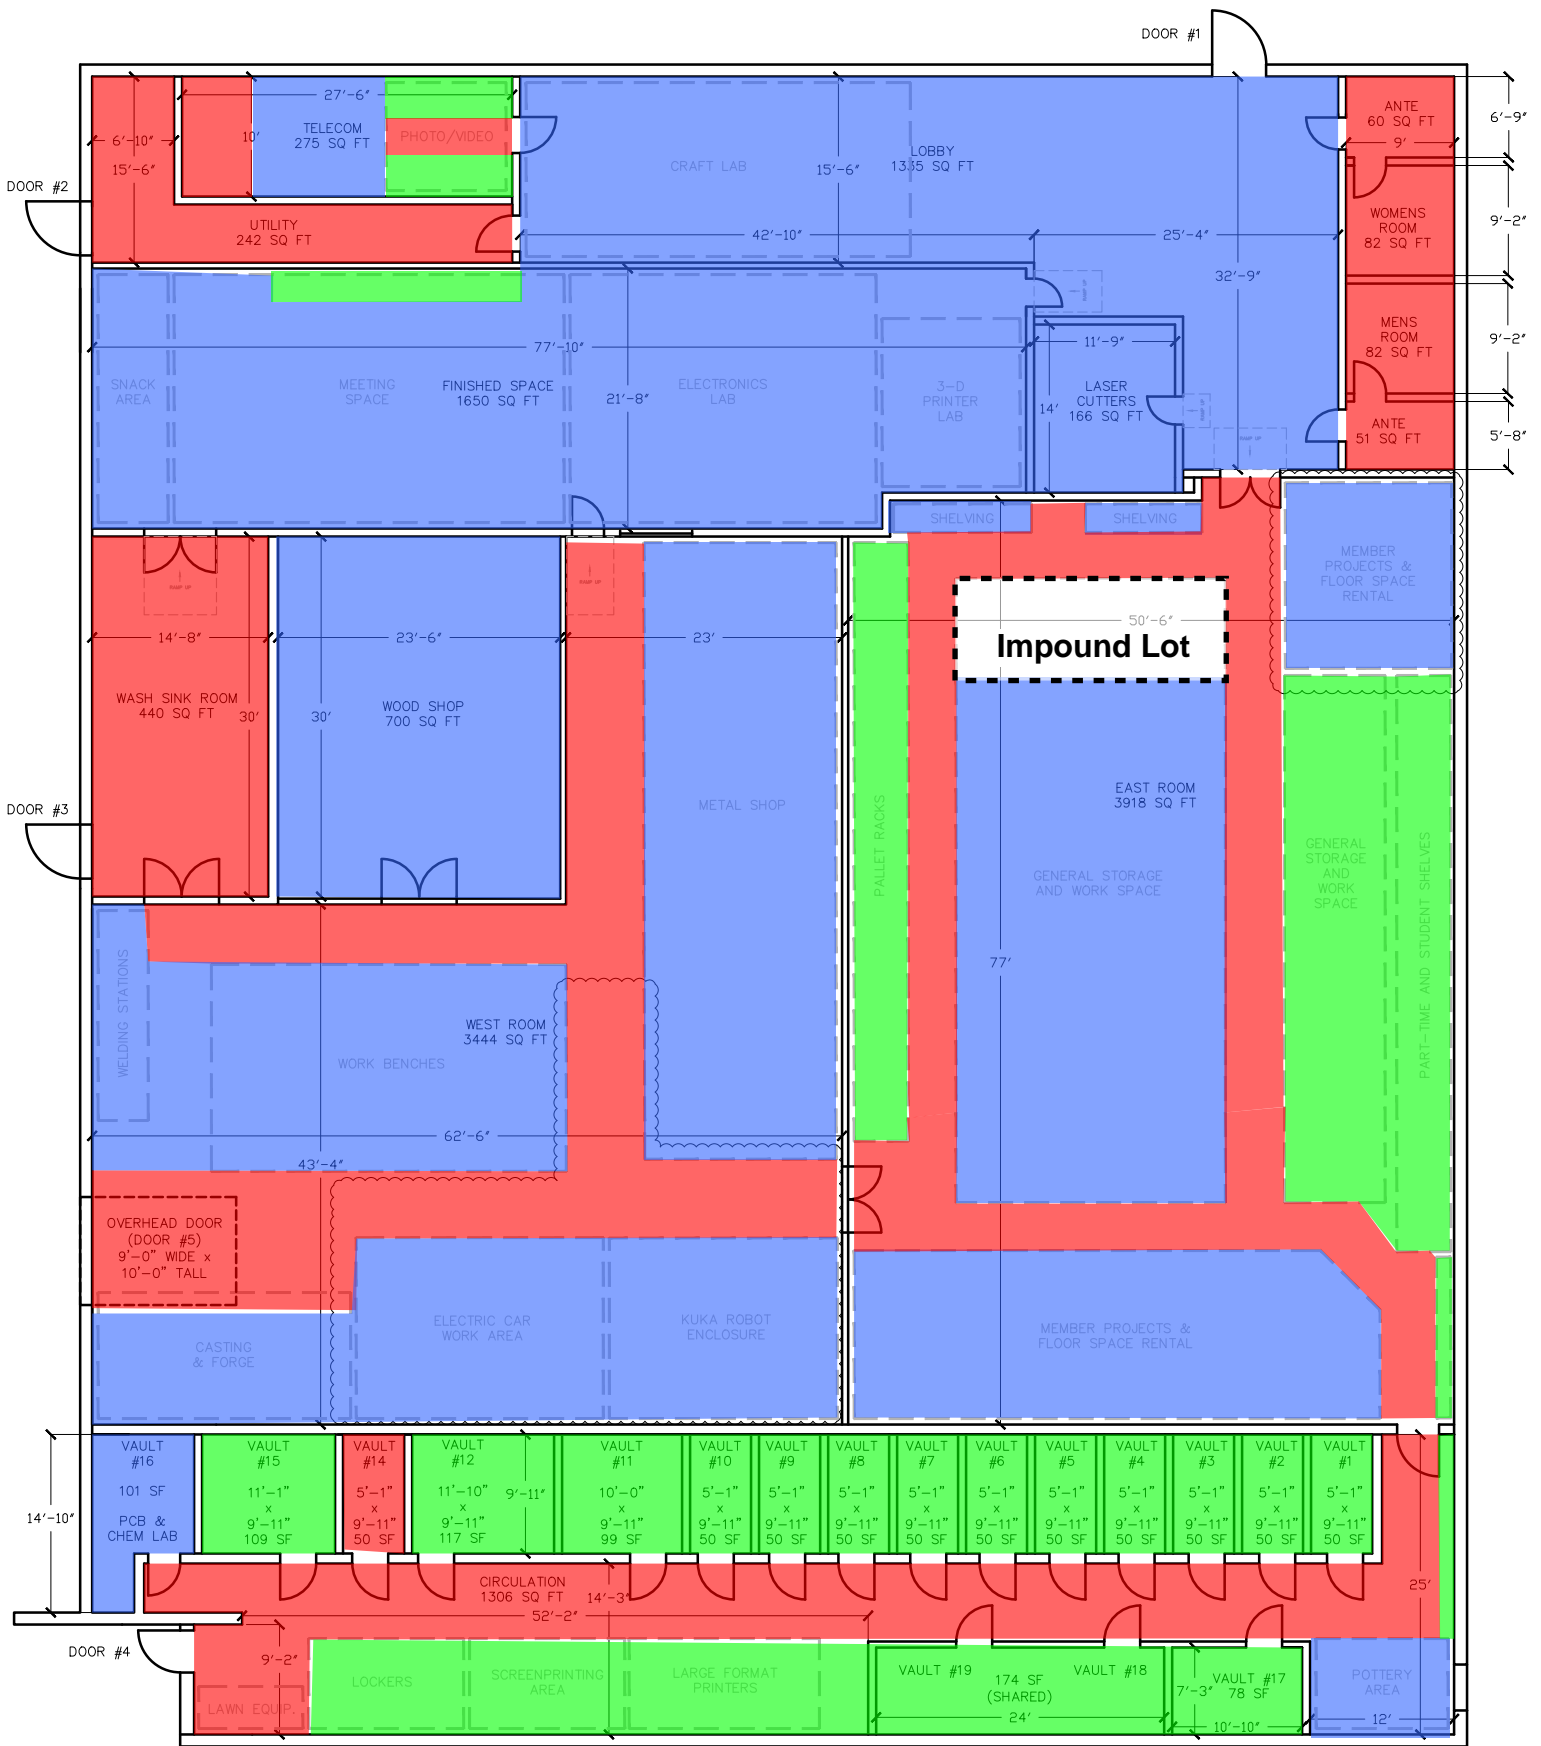 DOOR #1
27'-6"
TELECOM
275 SQ FT
10'
PHOTO/VIDEO
6'-10"
15'-6"
DOOR #2
UTILITY
242 SQ FT
CRAFT LAB
15'-6"
LOBBY
1335 SQ FT
42'-10"
25'-4"
32'-9"
ANTE
60 SQ FT
9'
6'-9"
WOMENS
ROOM
82 SQ FT
9'-2"
MENS
ROOM
82 SQ FT
9'-2"
ANTE
51 SQ FT
5'-8"
77'-10"
SNACK
AREA
MEETING
SPACE
FINISHED SPACE
1650 SQ FT
21'-8"
ELECTRONICS
LAB
3-D
PRINTER
LAB
11'-9"
14'
LASER
CUTTERS
166 SQ FT
RAMP UP
SHELVING
SHELVING
MEMBER
PROJECTS &
FLOOR SPACE
RENTAL
RAMP UP
14'-8"
23'-6"
23'
50'-6"
Impound Lot
WASH SINK ROOM
440 SQ FT
30'
30'
WOOD SHOP
700 SQ FT
DOOR #3
METAL SHOP
PALLET RACKS
EAST ROOM
3918 SQ FT
GENERAL STORAGE
AND WORK SPACE
77'
GENERAL
STORAGE
AND
WORK
SPACE
PART-TIME AND STUDENT SHELVES
WELDING STATIONS
WEST ROOM
3444 SQ FT
WORK BENCHES
62'-6"
43'-4"
OVERHEAD DOOR
(DOOR #5)
9'-0" WIDE x
10'-0" TALL
CASTING
& FORGE
ELECTRIC CAR
WORK AREA
KUKA ROBOT
ENCLOSURE
MEMBER PROJECTS &
FLOOR SPACE RENTAL
14'-10"
VAULT
#16
101 SF
PCB &
CHEM LAB
VAULT
#15
11'-1"
x
9'-11"
109 SF
VAULT
#14
5'-1"
x
9'-11"
50 SF
VAULT
#12
11'-10"
x
9'-11"
117 SF
9'-11"
VAULT
#11
10'-0"
x
9'-11"
99 SF
VAULT
#10
5'-1"
x
9'-11"
50 SF
VAULT
#9
5'-1"
x
9'-11"
50 SF
VAULT
#8
5'-1"
x
9'-11"
50 SF
VAULT
#7
5'-1"
x
9'-11"
50 SF
VAULT
#6
5'-1"
x
9'-11"
50 SF
VAULT
#5
5'-1"
x
9'-11"
50 SF
VAULT
#4
5'-1"
x
9'-11"
50 SF
VAULT
#3
5'-1"
x
9'-11"
50 SF
VAULT
#2
5'-1"
x
9'-11"
50 SF
VAULT
#1
5'-1"
x
9'-11"
50 SF
CIRCULATION
1306 SQ FT
14'-3"
52'-2"
25'
DOOR #4
9'-2"
LAWN EQUIP.
LOCKERS
SCREENPRINTING
AREA
LARGE FORMAT
PRINTERS
VAULT #19
VAULT #18
174 SF
(SHARED)
24'
VAULT #17
78 SF
7'-3"
10'-10"
POTTERY
AREA
12'